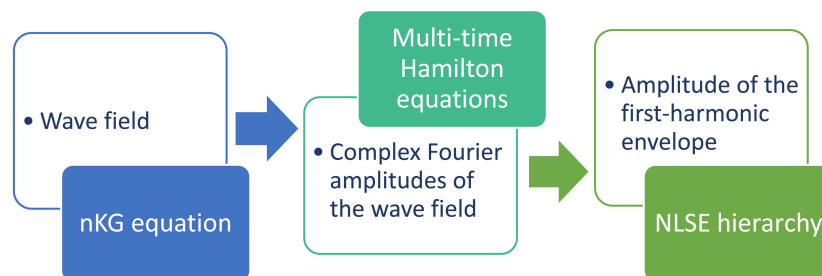 • Wave field
nKG equation
Multi-time
Hamilton
equations
• Complex Fourier
amplitudes of
the wave field
• Amplitude of the
first-harmonic
envelope
NLSE hierarchy